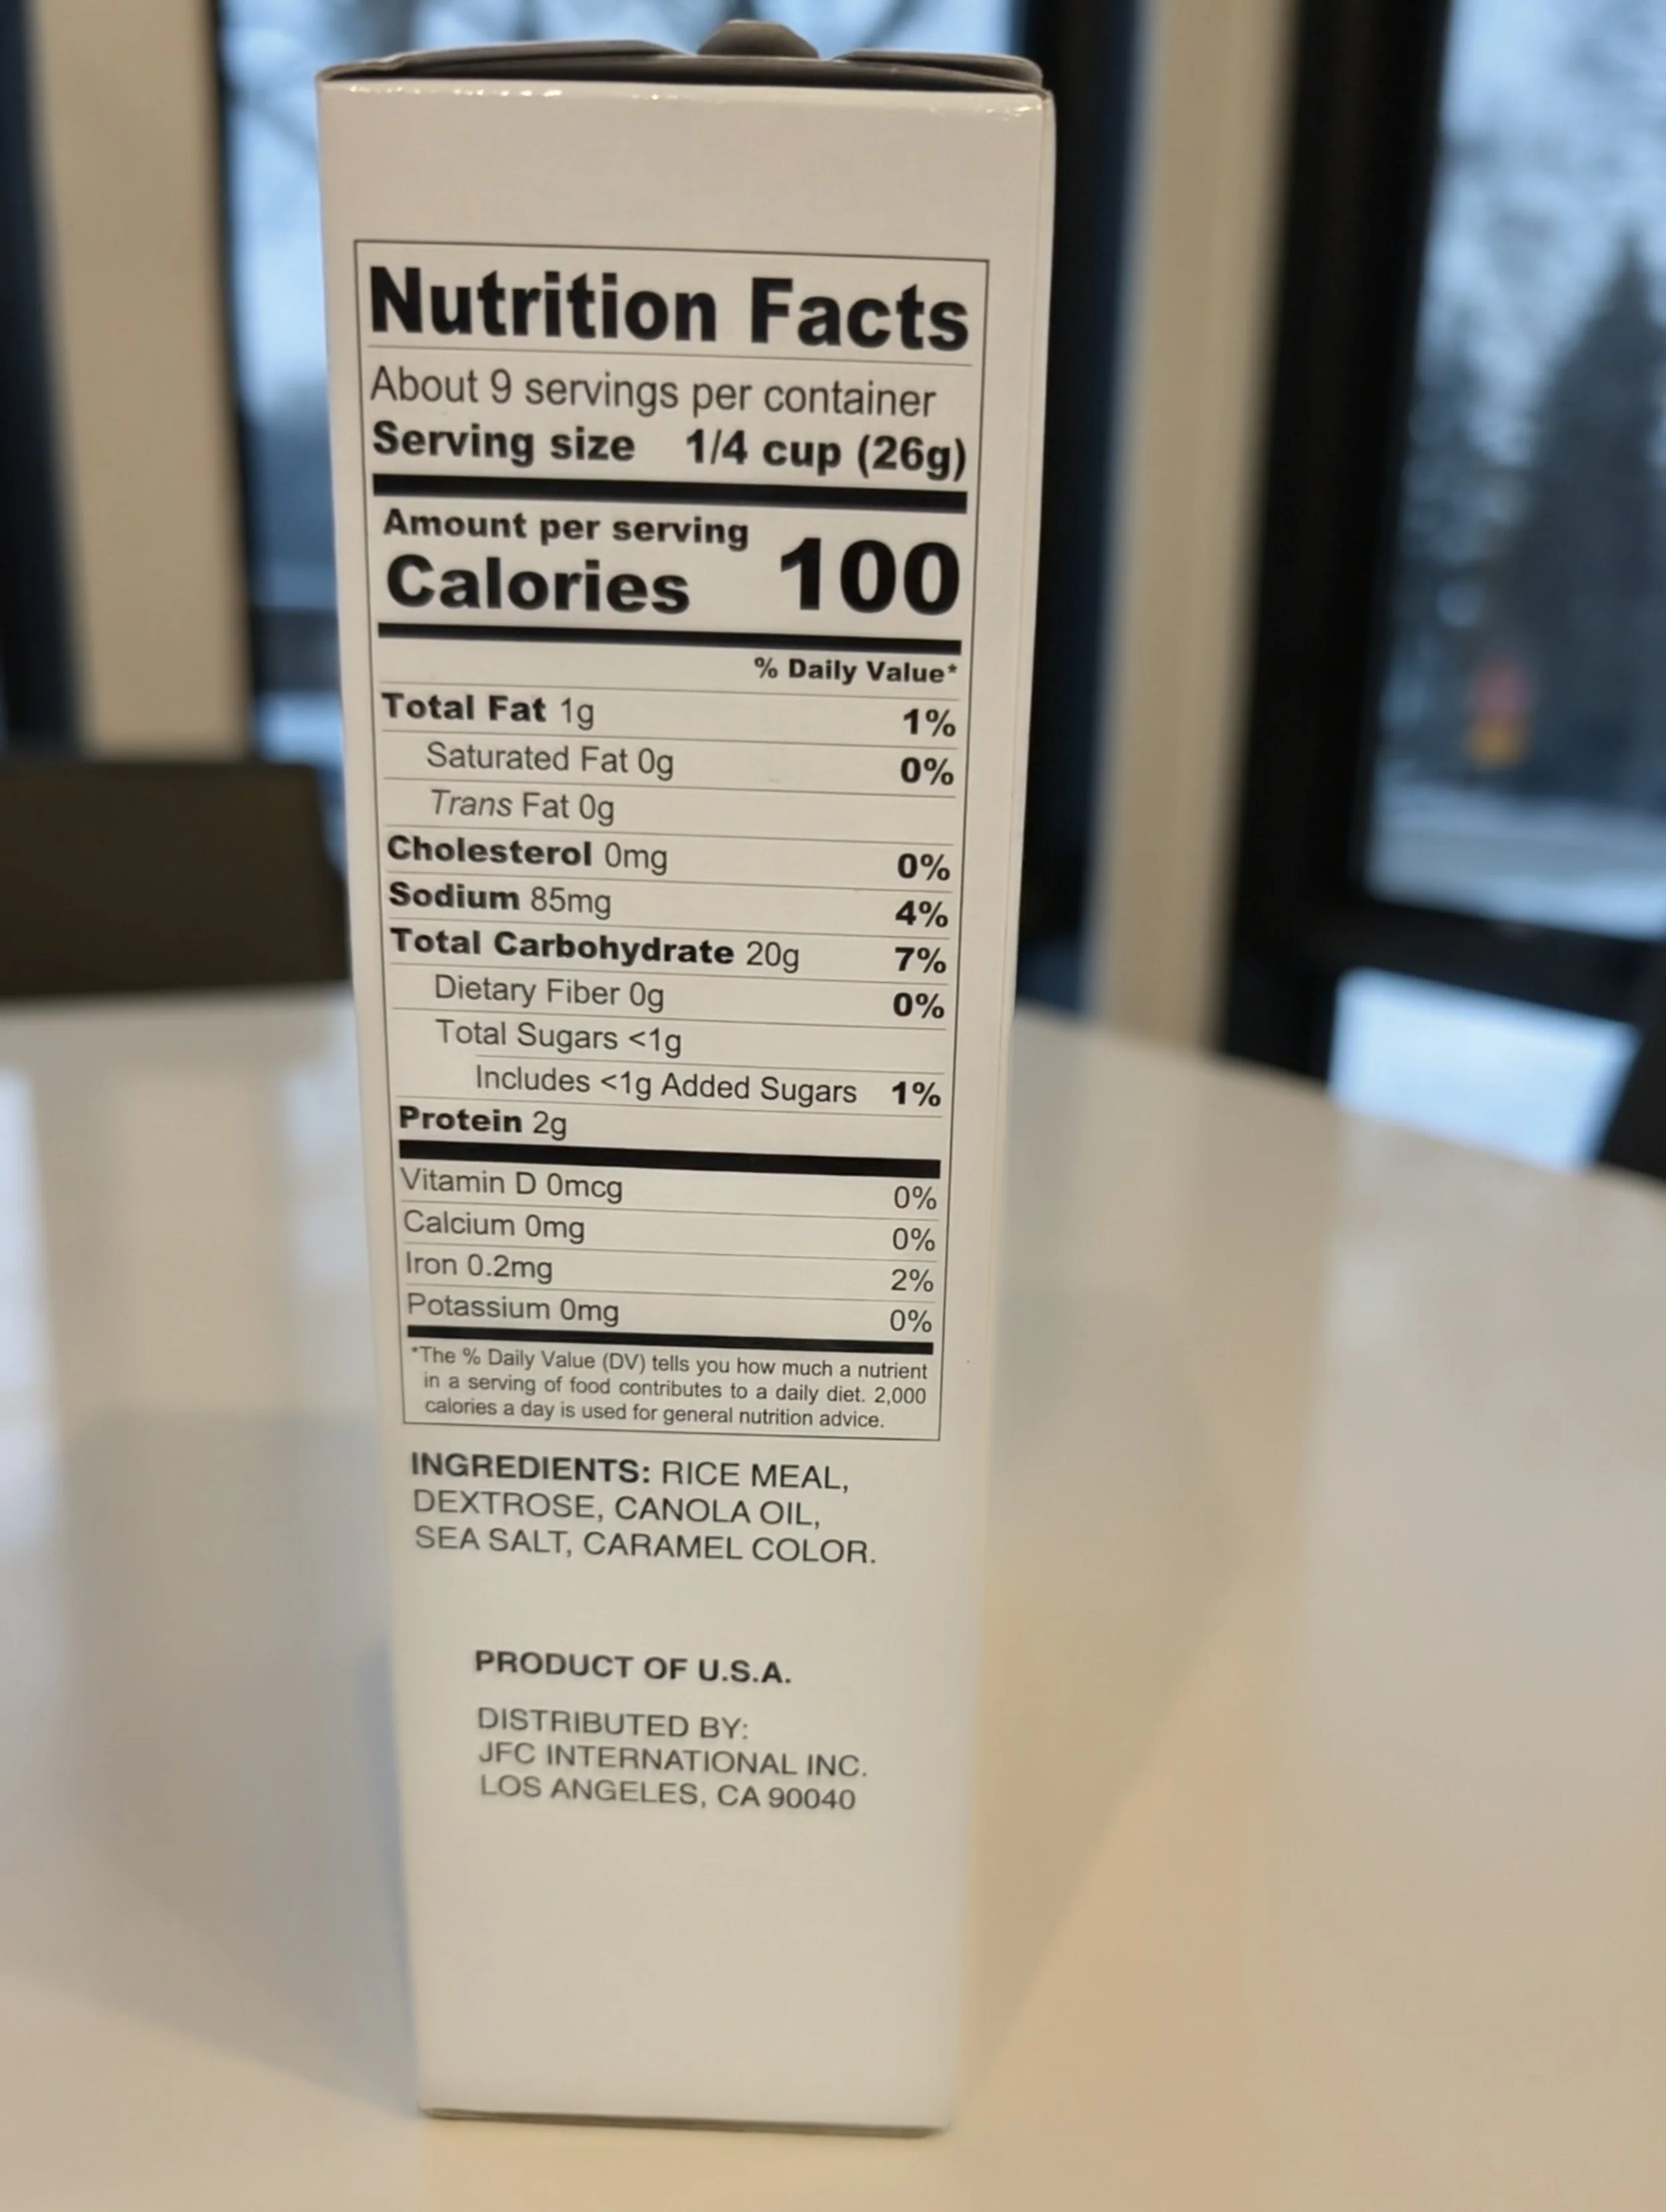 Nutrition Facts
About 9 servings per container
Serving size 1/4 cup (26g)
Amount per serving
Calories 100
% Daily Value*
Total Fat 1g 1%
Saturated Fat 0g 0%
Trans Fat 0g
Cholesterol 0mg 0%
Sodium 85mg 4%
Total Carbohydrate 20g 7%
Dietary Fiber 0g 0%
Total Sugars <1g
Includes <1g Added Sugars 1%
Protein 2g
Vitamin D 0mcg 0%
Calcium 0mg 0%
Iron 0.2mg 2%
Potassium 0mg 0%
*The % Daily Value (DV) tells you how much a nutrient
in a serving of food contributes to a daily diet. 2,000
calories a day is used for general nutrition advice.
INGREDIENTS: RICE MEAL,
DEXTROSE, CANOLA OIL,
SEA SALT, CARAMEL COLOR.
PRODUCT OF U.S.A.
DISTRIBUTED BY:
JFC INTERNATIONAL INC.
LOS ANGELES, CA 90040